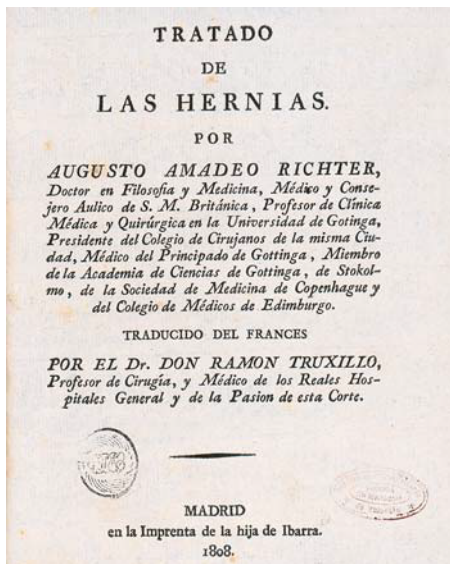 TRATADO
DE
LAS HERNIAS.
POR
AUGUSTO AMADEO RICHTER,
Doctor en Filosofia y Medicina, Médico y Conse-
jero Aulico de S. M. Británica, Profesor de Clínica
Médica y Quirúrgica en la Universidad de Gotinga,
Presidente del Colegio de Cirujanos de la misma Ciu-
dad, Médico del Principado de Gottinga, Miembro
de la Academia de Ciencias de Gottinga, de Stokol-
mo, de la Sociedad de Medicina de Copenhague y
del Colegio de Médicos de Edimburgo.
TRADUCIDO DEL FRANCES
POR EL Dr. DON RAMON TRUXILLO,
Profesor de Cirugía, y Médico de los Reales Hos-
pitales General y de la Pasion de esta Corte.
MADRID
en la Imprenta de la hija de Ibarra.
1808.